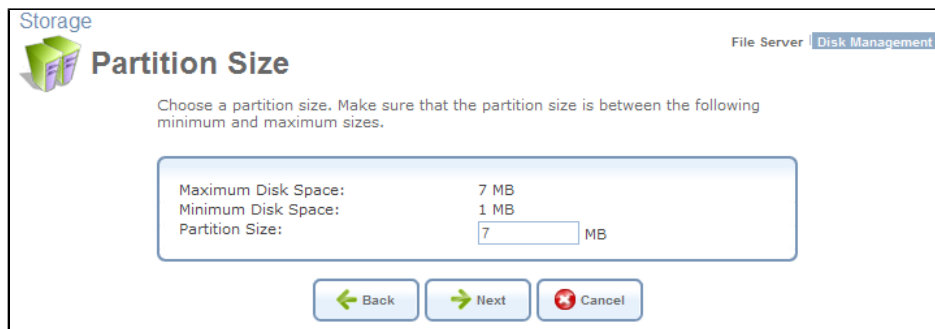 Storage
File Server | Disk Management
Partition Size
Choose a partition size. Make sure that the partition size is between the following
minimum and maximum sizes.
Maximum Disk Space: 7 MB
Minimum Disk Space: 1 MB
Partition Size: 7 MB
Back Next Cancel